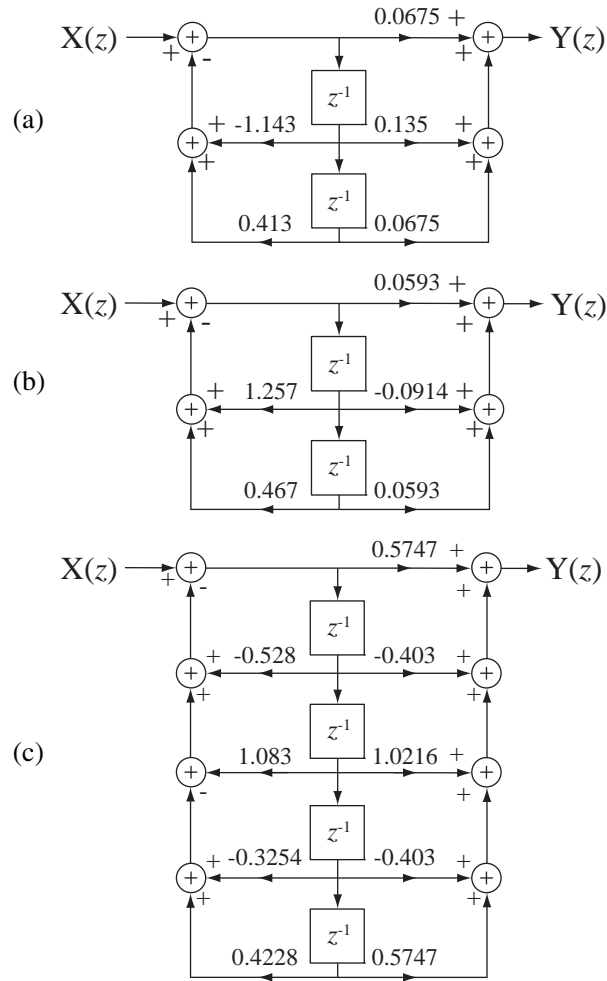 0.0675 +
X(z) + - + Y(z)
z⁻¹
(a)
+ -1.143 0.135 +
+ +
z⁻¹
0.413 0.0675
0.0593 +
X(z) + - + Y(z)
z⁻¹
(b)
+ 1.257 -0.0914 +
+ +
z⁻¹
0.467 0.0593
0.5747 +
X(z) + - + Y(z)
z⁻¹
+ -0.528 -0.403 +
+ +
z⁻¹
(c)
+ 1.083 1.0216 +
- +
z⁻¹
+ -0.3254 -0.403 +
+ +
z⁻¹
0.4228 0.5747